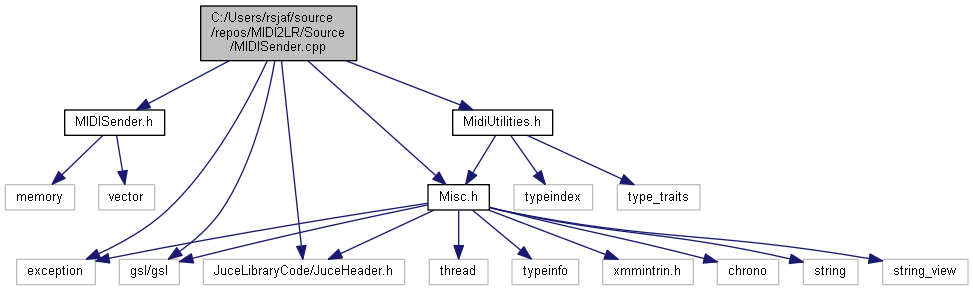 C:/Users/rsjaf/source
/repos/MIDI2LR/Source
/MIDISender.cpp
MIDISender.h
MidiUtilities.h
memory
vector
Misc.h
typeindex
type_traits
exception
gsl/gsl
JuceLibraryCode/JuceHeader.h
thread
typeinfo
xmmintrin.h
chrono
string
string_view